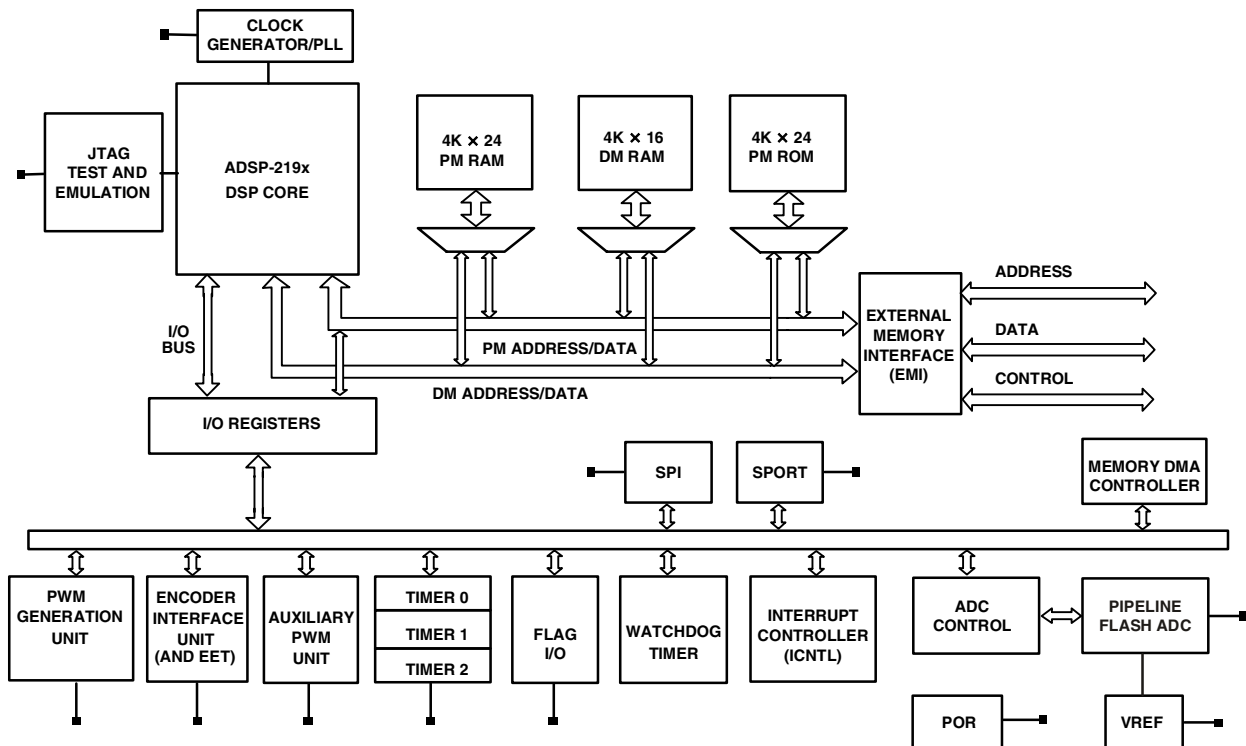 CLOCK
GENERATOR/PLL
JTAG
TEST AND
EMULATION
ADSP-219x
DSP CORE
4K × 24
PM RAM
4K × 16
DM RAM
4K × 24
PM ROM
I/O
BUS
PM ADDRESS/DATA
DM ADDRESS/DATA
EXTERNAL
MEMORY
INTERFACE
(EMI)
ADDRESS
DATA
CONTROL
I/O REGISTERS
SPI
SPORT
MEMORY DMA
CONTROLLER
PWM
GENERATION
UNIT
ENCODER
INTERFACE
UNIT
(AND EET)
AUXILIARY
PWM
UNIT
TIMER 0
TIMER 1
TIMER 2
FLAG
I/O
WATCHDOG
TIMER
INTERRUPT
CONTROLLER
(ICNTL)
ADC
CONTROL
PIPELINE
FLASH ADC
POR
VREF